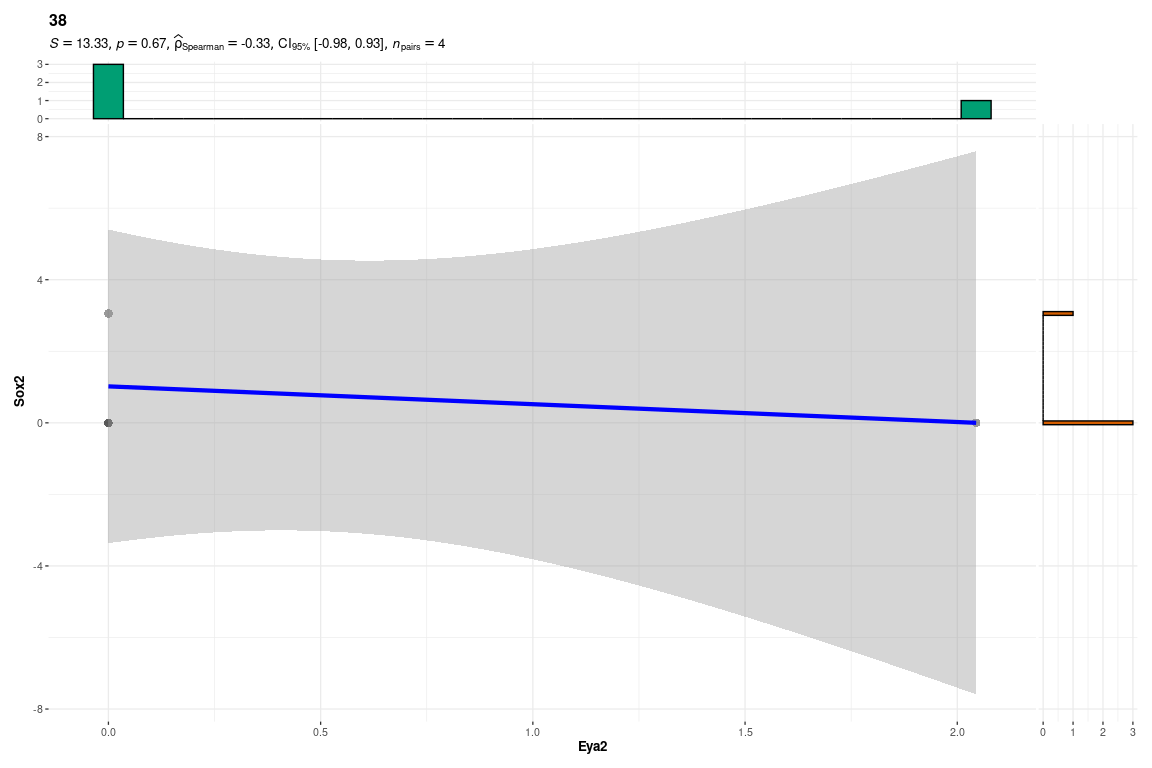 38
S = 13.33, p = 0.67, ρ̂Spearman = -0.33, CI95% [-0.98, 0.93], npairs = 4
3
2
1
0
8
4
0
-4
-8
Sox2
0.0 0.5 1.0 1.5 2.0
0 1 2 3
Eya2